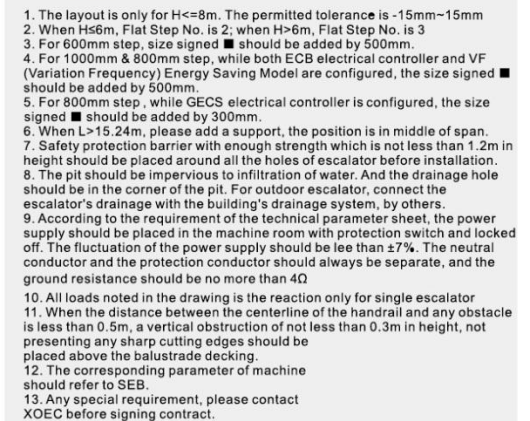 1. The layout is only for H<=8m. The permitted tolerance is -15mm~15mm
2. When H≤6m, Flat Step No. is 2; when H>6m, Flat Step No. is 3
3. For 600mm step, size signed ■ should be added by 500mm.
4. For 1000mm & 800mm step, while both ECB electrical controller and VF
(Variation Frequency) Energy Saving Model are configured, the size signed ■
should be added by 500mm.
5. For 800mm step , while GECS electrical controller is configured, the size
signed ■ should be added by 300mm.
6. When L>15.24m, please add a support, the position is in middle of span.
7. Safety protection barrier with enough strength which is not less than 1.2m in
height should be placed around all the holes of escalator before installation.
8. The pit should be impervious to infiltration of water. And the drainage hole
should be in the corner of the pit. For outdoor escalator, connect the
escalator's drainage with the building's drainage system, by others.
9. According to the requirement of the technical parameter sheet, the power
supply should be placed in the machine room with protection switch and locked
off. The fluctuation of the power supply should be lee than ±7%. The neutral
conductor and the protection conductor should always be separate, and the
ground resistance should be no more than 4Ω
10. All loads noted in the drawing is the reaction only for single escalator
11. When the distance between the centerline of the handrail and any obstacle
is less than 0.5m, a vertical obstruction of not less than 0.3m in height, not
presenting any sharp cutting edges should be
placed above the balustrade decking.
12. The corresponding parameter of machine
should refer to SEB.
13. Any special requirement, please contact
XOEC before signing contract.